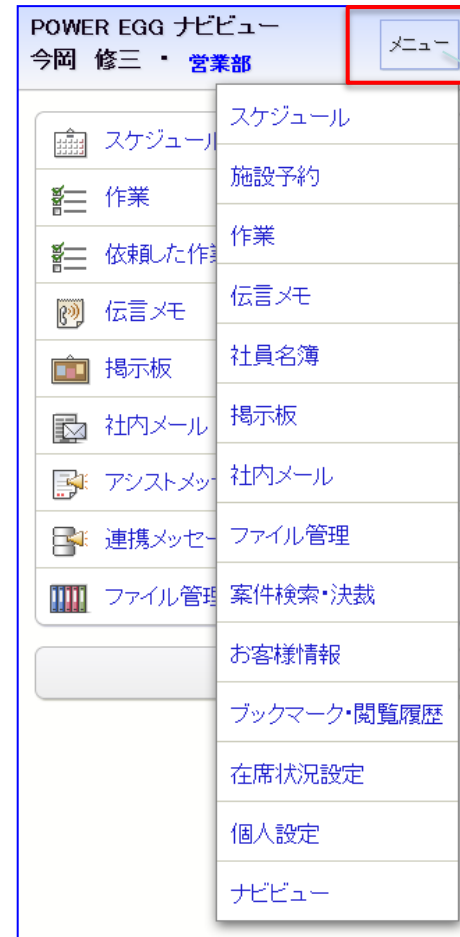 POWER EGG ナビビュー
今岡 修三 ・ 営業部
メニュー
スケジュール
作業
依頼した作
伝言メモ
掲示板
社内メール
アシストメッ
連携メッセー
ファイル管理
スケジュール
施設予約
作業
伝言メモ
社員名簿
掲示板
社内メール
ファイル管理
案件検索・決裁
お客様情報
ブックマーク・閲覧履歴
在席状況設定
個人設定
ナビビュー